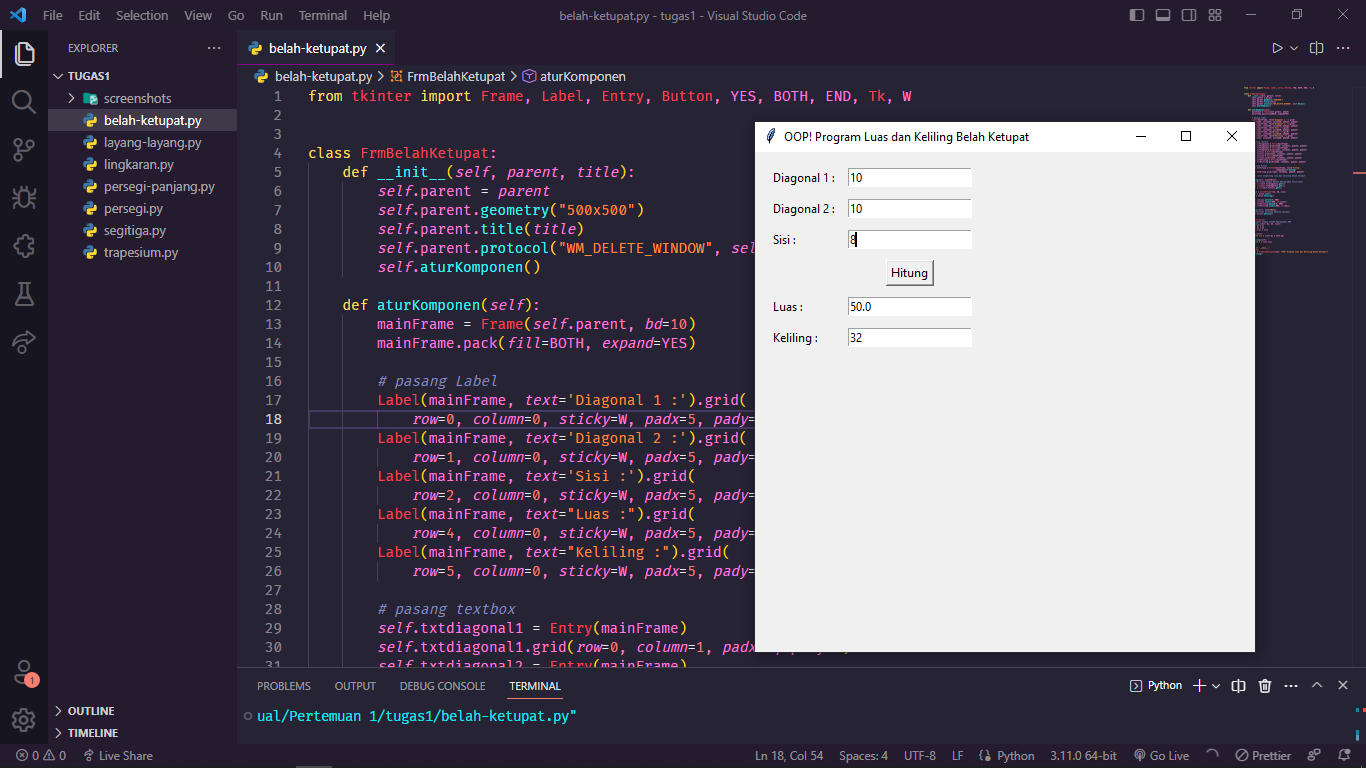 File Edit Selection View Go Run Terminal Help
belah-ketupat.py - tugas1 - Visual Studio Code
EXPLORER
TUGAS1
screenshots
belah-ketupat.py
layang-layang.py
lingkaran.py
persegi-panjang.py
persegi.py
segitiga.py
trapesium.py
OUTLINE
TIMELINE
belah-ketupat.py
belah-ketupat.py > FrmBelahKetupat > aturKomponen
1 from tkinter import Frame, Label, Entry, Button, YES, BOTH, END, Tk, W
2
3
4 class FrmBelahKetupat:
5 def __init__(self, parent, title):
6 self.parent = parent
7 self.parent.geometry("500x500")
8 self.parent.title(title)
9 self.parent.protocol("WM_DELETE_WINDOW", sel
10 self.aturKomponen()
11
12 def aturKomponen(self):
13 mainFrame = Frame(self.parent, bd=10)
14 mainFrame.pack(fill=BOTH, expand=YES)
15
16 # pasang Label
17 Label(mainFrame, text='Diagonal 1 :').grid(
18 row=0, column=0, sticky=W, padx=5, pady=
19 Label(mainFrame, text='Diagonal 2 :').grid(
20 row=1, column=0, sticky=W, padx=5, pady=
21 Label(mainFrame, text='Sisi :').grid(
22 row=2, column=0, sticky=W, padx=5, pady=
23 Label(mainFrame, text="Luas :").grid(
24 row=4, column=0, sticky=W, padx=5, pady=
25 Label(mainFrame, text="Keliling :").grid(
26 row=5, column=0, sticky=W, padx=5, pady=
27
28 # pasang textbox
29 self.txtdiagonal1 = Entry(mainFrame)
30 self.txtdiagonal1.grid(row=0, column=1, padx
31 self.txtdiagonal2 = Entry(mainFrame)
OOP! Program Luas dan Keliling Belah Ketupat
Diagonal 1 : 10
Diagonal 2 : 10
Sisi : 8
Hitung
Luas : 50.0
Keliling : 32
PROBLEMS OUTPUT DEBUG CONSOLE TERMINAL
Python
ual/Pertemuan 1/tugas1/belah-ketupat.py"
1
0 0 Live Share
Ln 18, Col 54 Spaces: 4 UTF-8 LF Python 3.11.0 64-bit Go Live Prettier